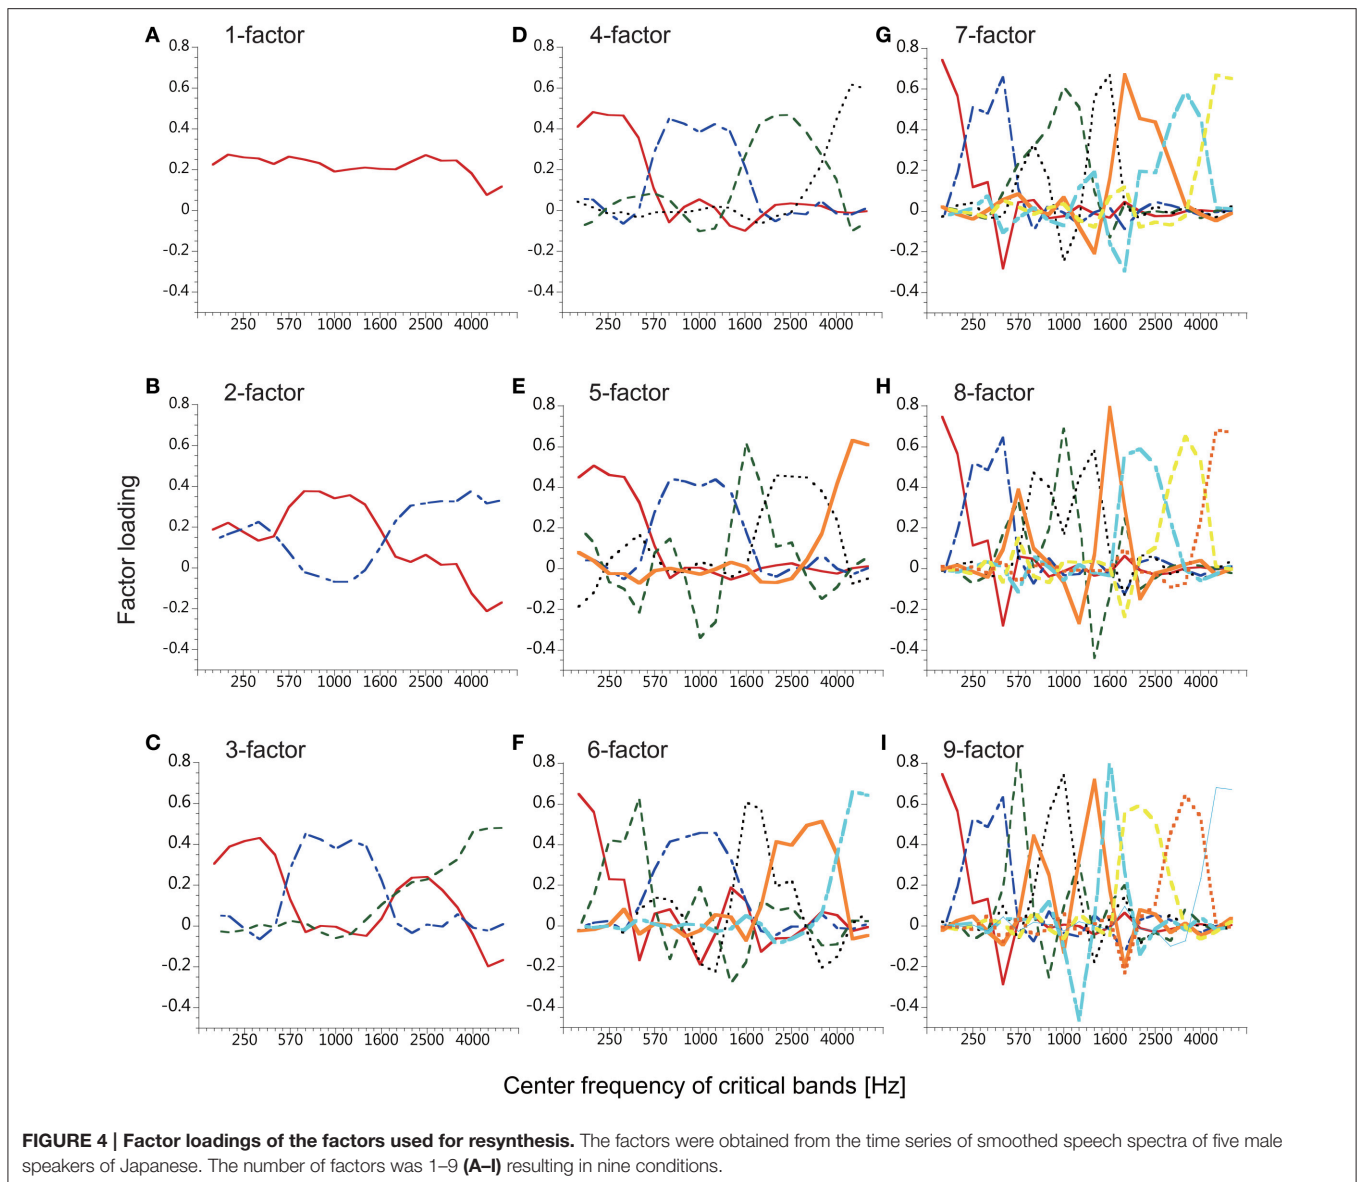 A 1-factor
0.8
0.6
0.4
0.2
0
-0.2
-0.4
250 570 1000 1600 2500 4000
D 4-factor
0.8
0.6
0.4
0.2
0
-0.2
-0.4
250 570 1000 1600 2500 4000
G 7-factor
0.8
0.6
0.4
0.2
0
-0.2
-0.4
250 570 1000 1600 2500 4000
B 2-factor
0.8
0.6
0.4
0.2
0
-0.2
-0.4
250 570 1000 1600 2500 4000
E 5-factor
0.8
0.6
0.4
0.2
0
-0.2
-0.4
250 570 1000 1600 2500 4000
H 8-factor
0.8
0.6
0.4
0.2
0
-0.2
-0.4
250 570 1000 1600 2500 4000
Factor loading
C 3-factor
0.8
0.6
0.4
0.2
0
-0.2
-0.4
250 570 1000 1600 2500 4000
F 6-factor
0.8
0.6
0.4
0.2
0
-0.2
-0.4
250 570 1000 1600 2500 4000
I 9-factor
0.8
0.6
0.4
0.2
0
-0.2
-0.4
250 570 1000 1600 2500 4000
Center frequency of critical bands [Hz]
FIGURE 4 | Factor loadings of the factors used for resynthesis. The factors were obtained from the time series of smoothed speech spectra of five male
speakers of Japanese. The number of factors was 1–9 (A–I) resulting in nine conditions.